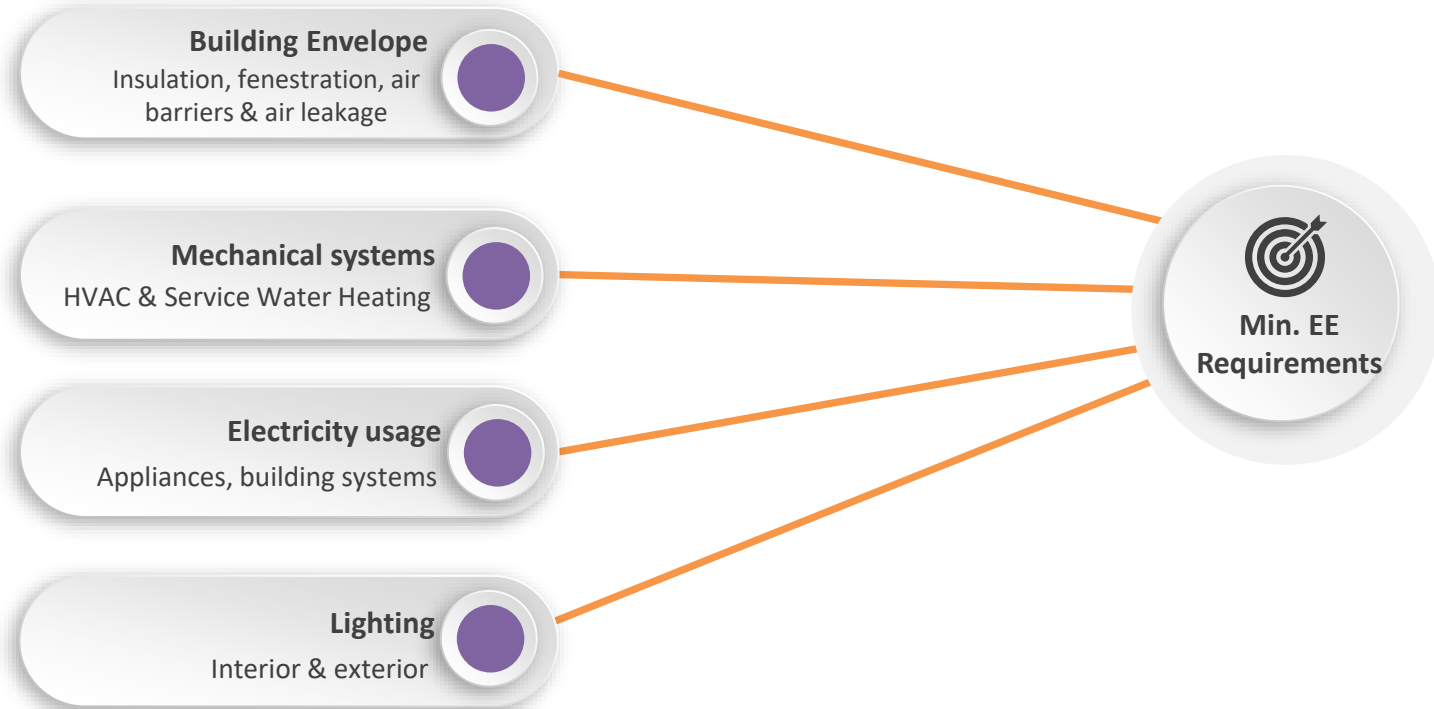 Building Envelope
Insulation, fenestration, air
barriers & air leakage
Mechanical systems
HVAC & Service Water Heating
Electricity usage
Appliances, building systems
Lighting
Interior & exterior
Min. EE
Requirements